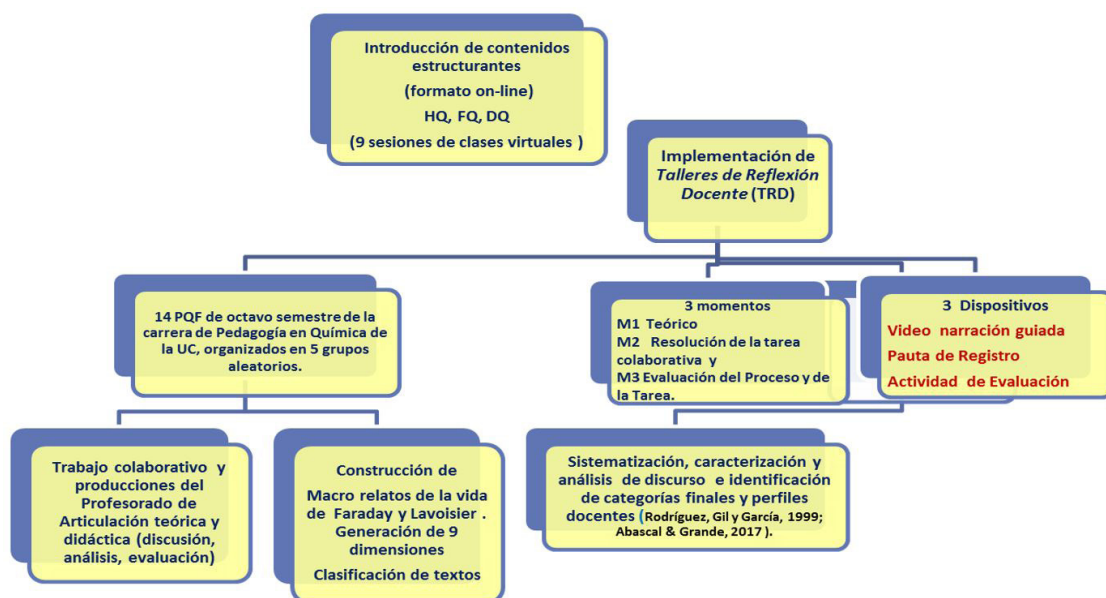 Introducción de contenidos
estructurantes
(formato on-line)
HQ, FQ, DQ
(9 sesiones de clases virtuales )
Implementación de
Talleres de Reflexión
Docente (TRD)
14 PQF de octavo semestre de la
carrera de Pedagogía en Química de
la UC, organizados en 5 grupos
aleatorios.
3 momentos
M1 Teórico
M2 Resolución de la tarea
colaborativa y
M3 Evaluación del Proceso y de
la Tarea.
3 Dispositivos
Video narración guiada
Pauta de Registro
Actividad de Evaluación
Trabajo colaborativo y
producciones del
Profesorado de
Articulación teórica y
didáctica (discusión,
análisis, evaluación)
Construcción de
Macro relatos de la vida
de Faraday y Lavoisier .
Generación de 9
dimensiones
Clasificación de textos
Sistematización, caracterización y
análisis de discurso e identificación
de categorías finales y perfiles
docentes (Rodríguez, Gil y García, 1999;
Abascal & Grande, 2017 ).